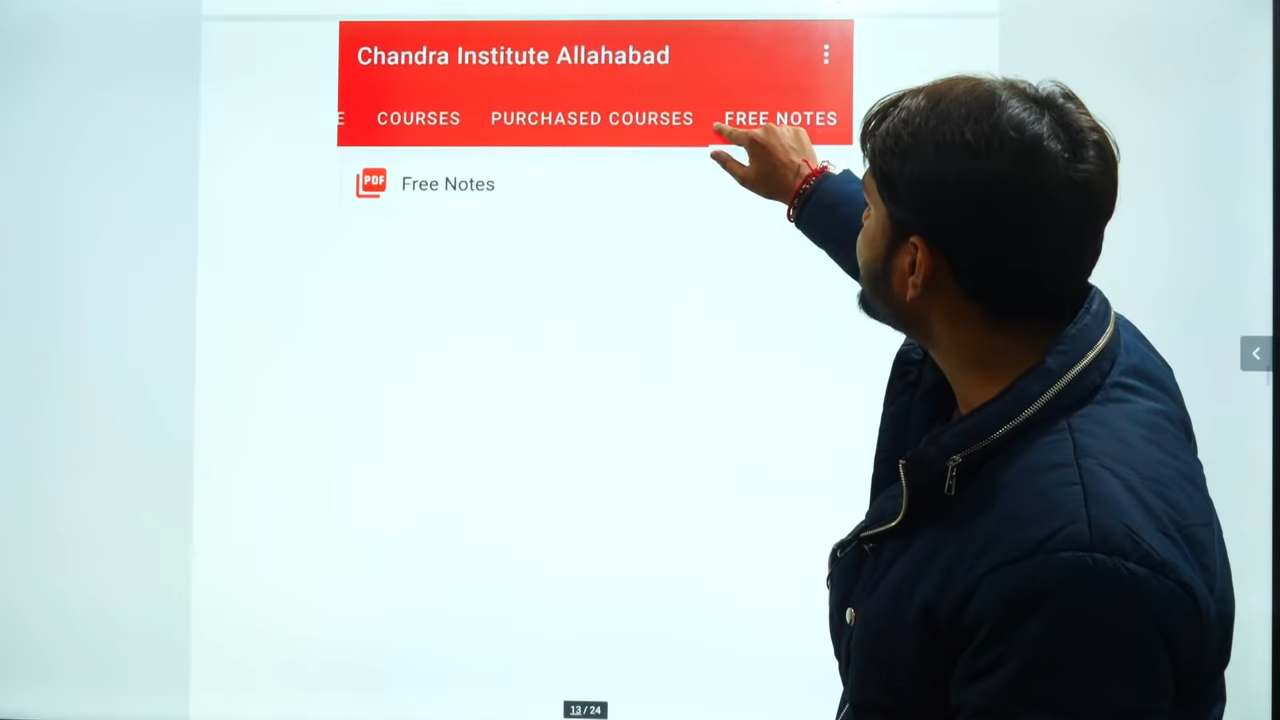 Chandra Institute Allahabad
E COURSES PURCHASED COURSES FREE NOTES
PDF Free Notes
13 / 24